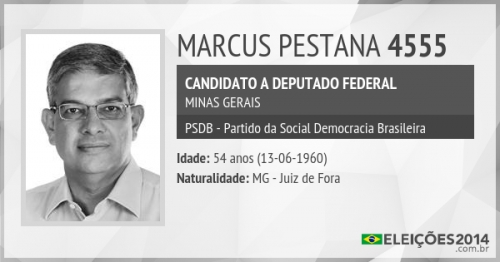 MARCUS PESTANA 4555
CANDIDATO A DEPUTADO FEDERAL
MINAS GERAIS
PSDB - Partido da Social Democracia Brasileira
Idade: 54 anos (13-06-1960)
Naturalidade: MG - Juiz de Fora
ELEIÇÕES2014
.com.br